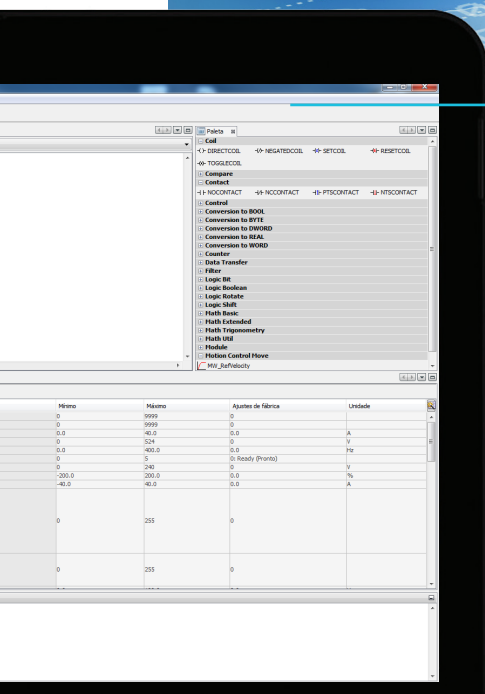 Paleta
Coil
DIRECTCOIL NEGATEDCOIL SETCOIL RESETCOIL
TOGGLECOIL
Compare
Contact
NOCONTACT NCCONTACT PTSCONTACT NTSCONTACT
Control
Conversion to BOOL
Conversion to BYTE
Conversion to DWORD
Conversion to REAL
Conversion to WORD
Counter
Data Transfer
Filter
Logic Bit
Logic Boolean
Logic Rotate
Logic Shift
Math Basic
Math Extended
Math Trigonometry
Math Util
Module
Motion Control Move
MW_RefVelocity
Mínimo Máximo Ajustes de fábrica Unidade
0 9999 0
0 9999 0
0.0 40.0 0.0 A
0 524 0 V
0.0 400.0 0.0 Hz
0 5 0: Ready (Pronto)
0 240 0 V
-200.0 200.0 0.0 %
-40.0 40.0 0.0 A
0 255 0
0 255 0